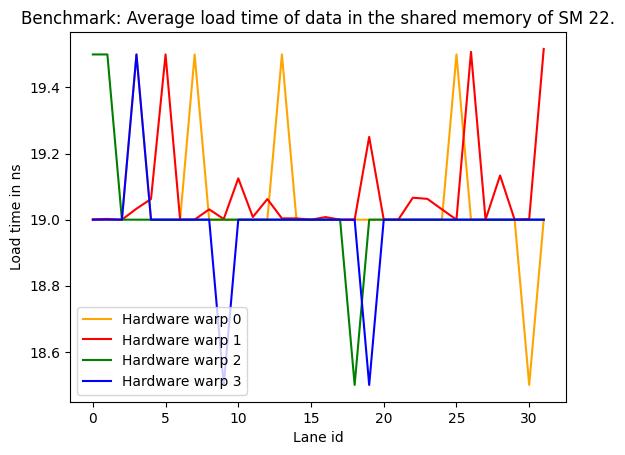 Benchmark: Average load time of data in the shared memory of SM 22.
19.4
19.2
19.0
18.8
18.6
Load time in ns
Hardware warp 0
Hardware warp 1
Hardware warp 2
Hardware warp 3
0 5 10 15 20 25 30
Lane id